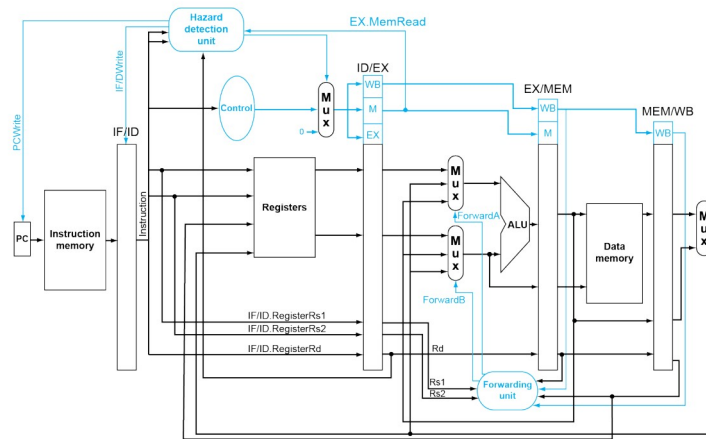 Hazard
detection
unit
EX.MemRead
IF/DWrite
PCWrite
ID/EX
EX/MEM
MEM/WB
IF/ID
Control
0
M
u
x
WB
M
EX
WB
M
WB
PC
Instruction
memory
Instruction
Registers
M
u
x
M
u
x
ForwardA
ForwardB
ALU
Data
memory
M
u
x
IF/ID.RegisterRs1
IF/ID.RegisterRs2
IF/ID.RegisterRd
Rd
Rs1
Rs2
Forwarding
unit